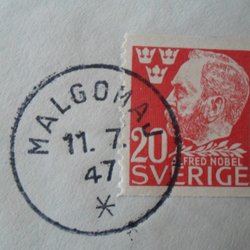 MALGOMAJ
11. 7.
47
*
20
ALFRED NOBEL
SVERIGE